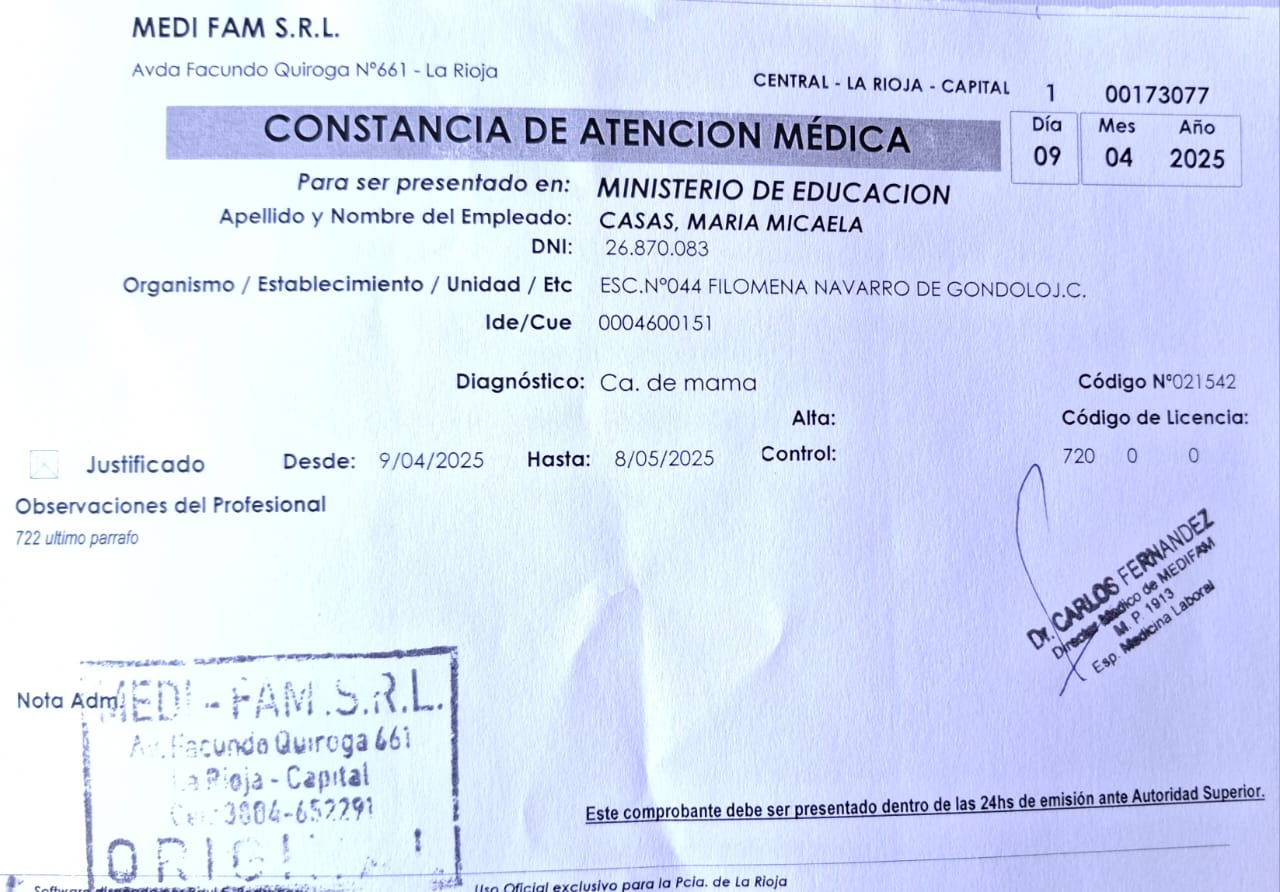 MEDI FAM S.R.L.
Avda Facundo Quiroga Nº661 - La Rioja
CENTRAL - LA RIOJA - CAPITAL 1 00173077
CONSTANCIA DE ATENCION MÉDICA
Día Mes Año
09 04 2025
Para ser presentado en: MINISTERIO DE EDUCACION
Apellido y Nombre del Empleado: CASAS, MARIA MICAELA
DNI: 26.870.083
Organismo / Establecimiento / Unidad / Etc ESC.Nº044 FILOMENA NAVARRO DE GONDOLOJ.C.
Ide/Cue 0004600151
Diagnóstico: Ca. de mama
Código Nº021542
Alta:
Código de Licencia:
Justificado Desde: 9/04/2025 Hasta: 8/05/2025 Control:
720 0 0
Observaciones del Profesional
722 ultimo parrafo
Dr. CARLOS FERNANDEZ
Director Médico de MEDIFAM
M. P. 1913
Esp. Medicina Laboral
Nota Adm.
MEDI - FAM .S.R.L.
Av. Facundo Quiroga 661
La Rioja - Capital
Cel: 3804-652291
Este comprobante debe ser presentado dentro de las 24hs de emisión ante Autoridad Superior.
Software
Uso Oficial exclusivo para la Pcia. de La Rioja